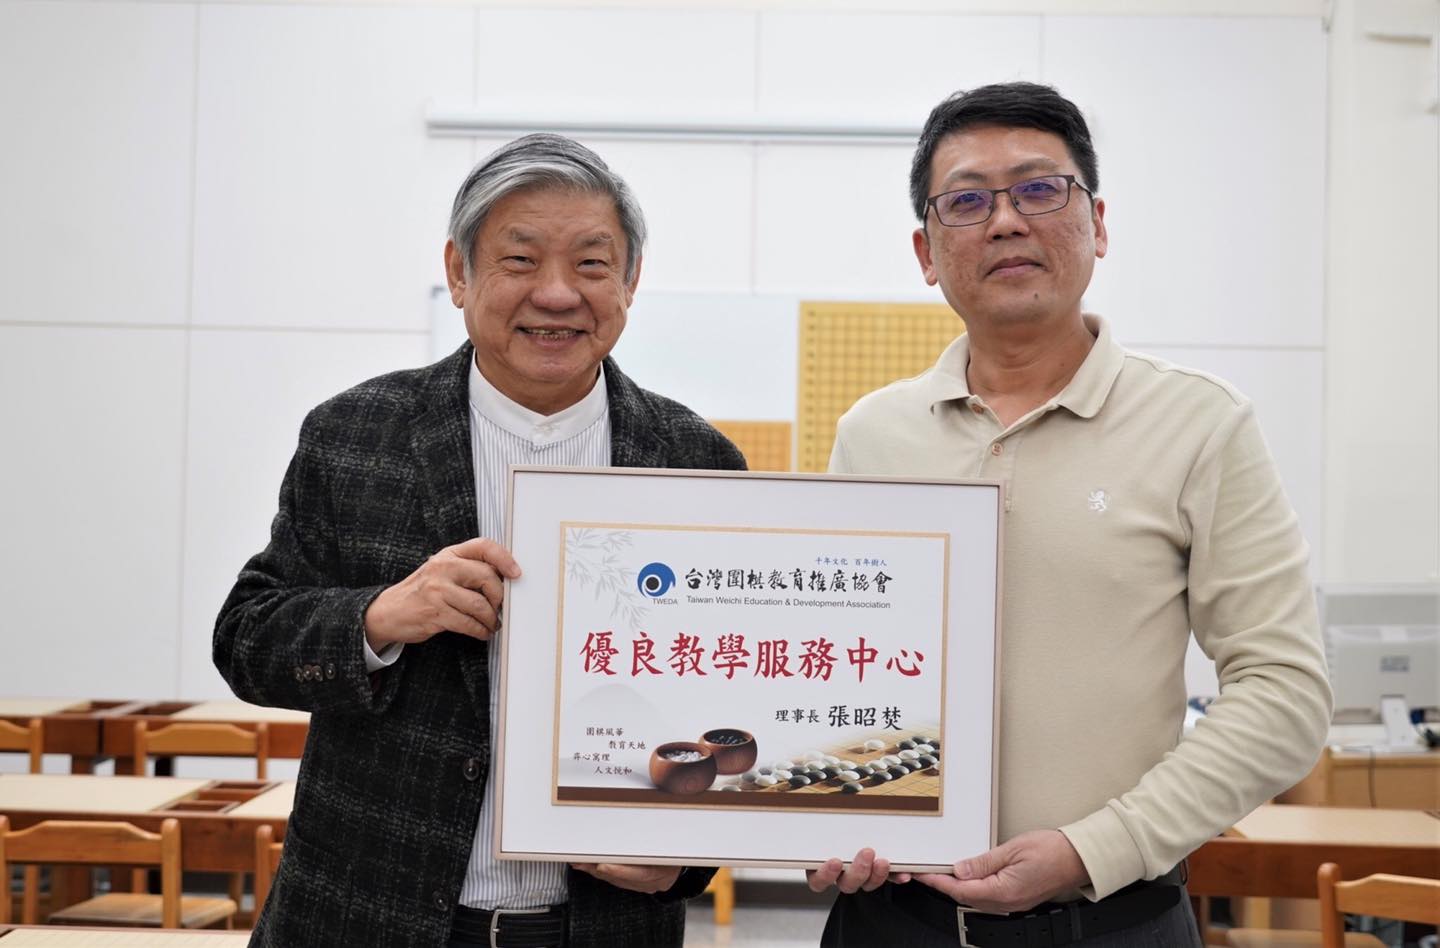 千年文化 百年樹人
台灣圍棋教育推廣協會
TWEDA
Taiwan Weichi Education & Development Association
優良教學服務中心
理事長 張昭焚
圍棋風華
教育天地
弈心寓理
人文悅和